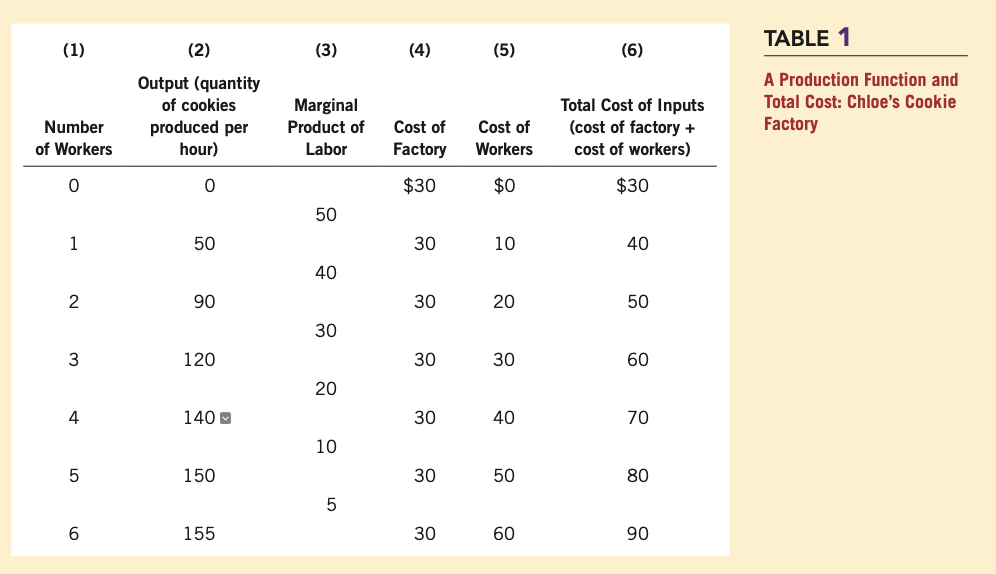 TABLE 1
A Production Function and
Total Cost: Chloe's Cookie
Factory
(1) (2) (3) (4) (5) (6)
Number
of Workers
Output (quantity
of cookies
produced per
hour)
Marginal
Product of
Labor
Cost of
Factory
Cost of
Workers
Total Cost of Inputs
(cost of factory +
cost of workers)
0 0 $30 $0 $30
50
1 50 30 10 40
40
2 90 30 20 50
30
3 120 30 30 60
20
4 140 30 40 70
10
5 150 30 50 80
5
6 155 30 60 90